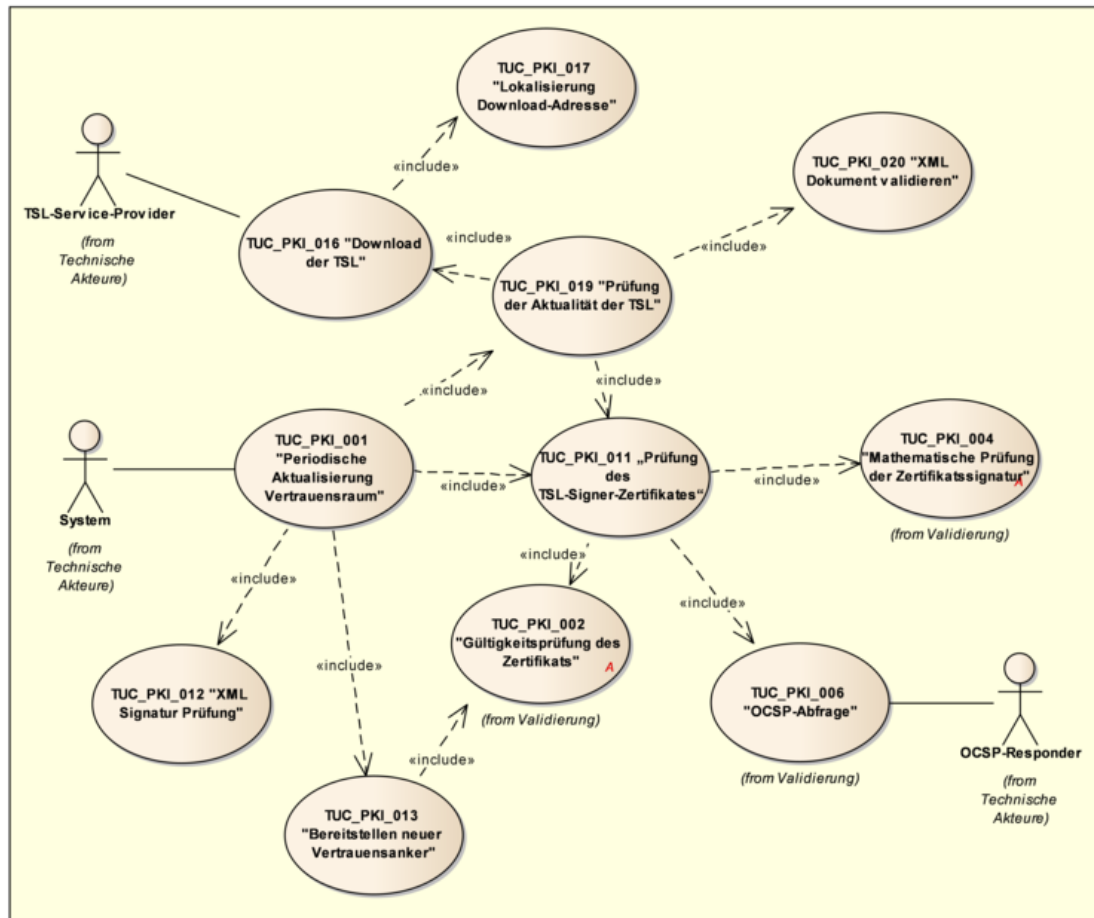 TUC_PKI_017
"Lokalisierung
Download-Adresse"
«include»
TSL-Service-Provider
(from
Technische
Akteure)
TUC_PKI_016 "Download
der TSL"
«include»
TUC_PKI_020 "XML
Dokument validieren"
«include»
TUC_PKI_019 "Prüfung
der Aktualität der TSL"
«include»
«include»
System
(from
Technische
Akteure)
TUC_PKI_001
"Periodische
Aktualisierung
Vertrauensraum"
«include»
TUC_PKI_011 „Prüfung
des
TSL-Signer-Zertifikates“
«include»
TUC_PKI_004
"Mathematische Prüfung
der Zertifikatssignatur"
A
(from Validierung)
«include»
«include»
«include»
«include»
TUC_PKI_012 "XML
Signatur Prüfung"
TUC_PKI_002
"Gültigkeitsprüfung des
Zertifikats"
A
(from Validierung)
«include»
TUC_PKI_006
"OCSP-Abfrage"
(from Validierung)
OCSP-Responder
(from
Technische
Akteure)
TUC_PKI_013
"Bereitstellen neuer
Vertrauensanker"